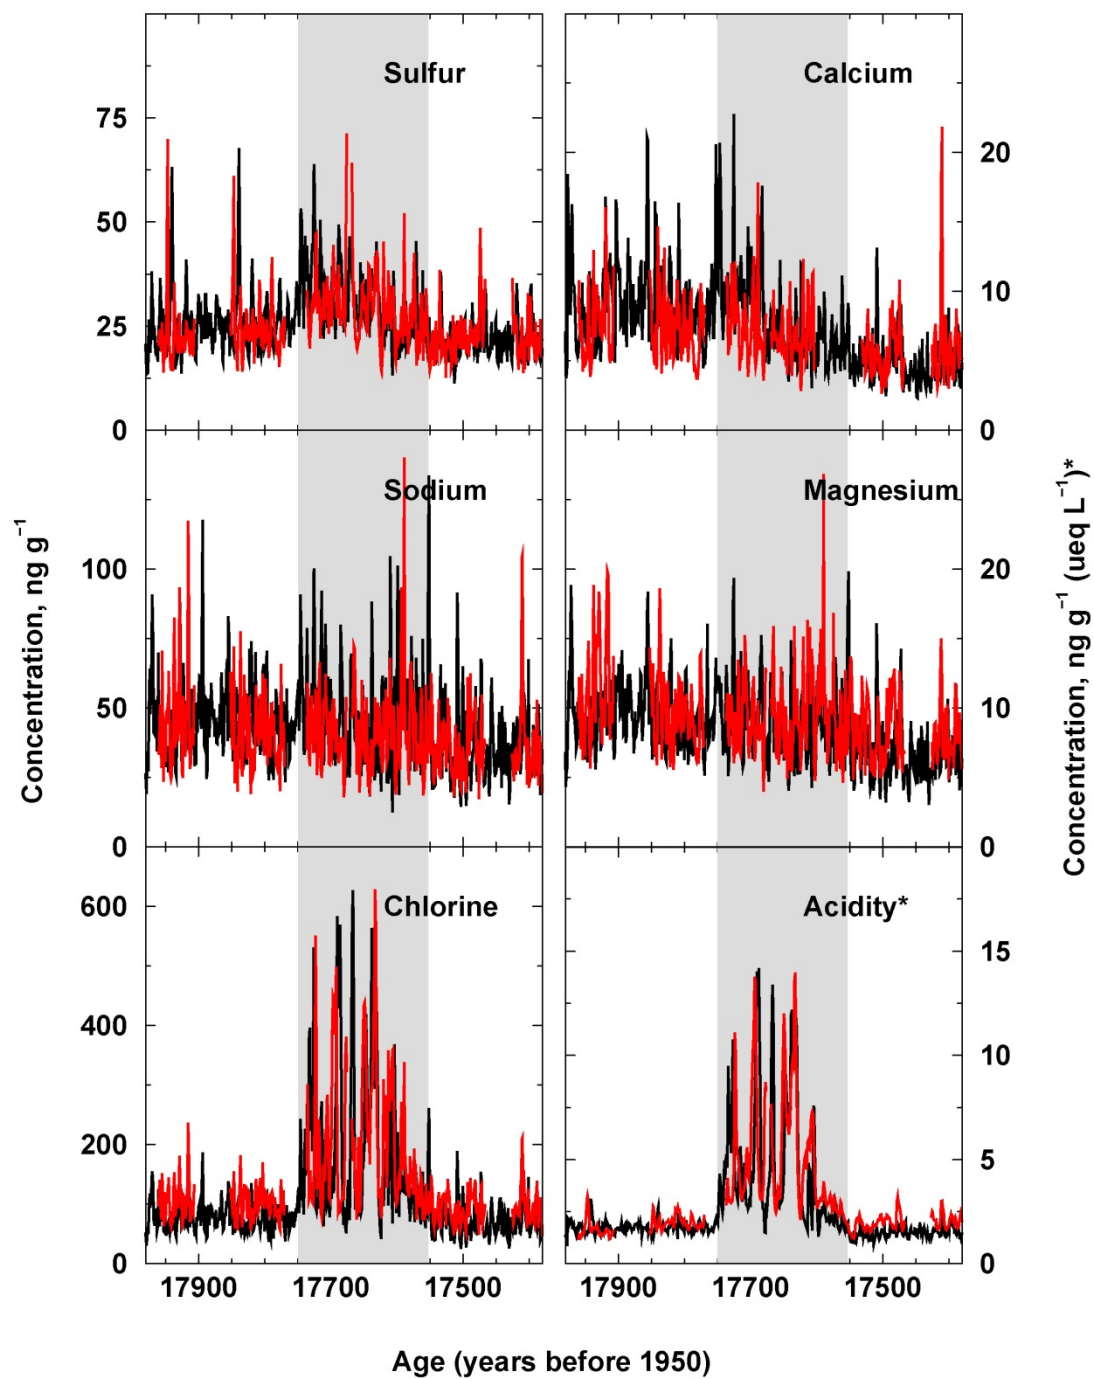 Sulfur
Calcium
75
50
25
0
20
10
0
Sodium
Magnesium
100
50
0
20
10
0
Chlorine
Acidity*
600
400
200
0
15
10
5
0
17900 17700 17500
17900 17700 17500
Concentration, ng g⁻¹
Concentration, ng g⁻¹ (ueq L⁻¹)*
Age (years before 1950)